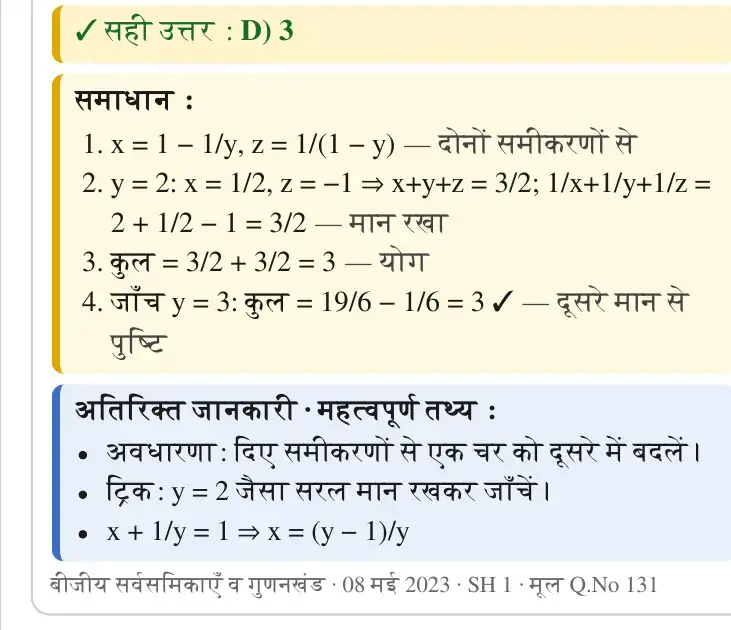 ✓ सही उत्तर : D) 3
समाधान :
1. x = 1 − 1/y, z = 1/(1 − y) — दोनों समीकरणों से
2. y = 2: x = 1/2, z = −1 ⇒ x+y+z = 3/2; 1/x+1/y+1/z =
2 + 1/2 − 1 = 3/2 — मान रखा
3. कुल = 3/2 + 3/2 = 3 — योग
4. जाँच y = 3: कुल = 19/6 − 1/6 = 3 ✓ — दूसरे मान से
पुष्टि
अतिरिक्त जानकारी · महत्वपूर्ण तथ्य :
• अवधारणा : दिए समीकरणों से एक चर को दूसरे में बदलें।
• ट्रिक : y = 2 जैसा सरल मान रखकर जाँचें।
• x + 1/y = 1 ⇒ x = (y − 1)/y
बीजीय सर्वसमिकाएँ व गुणनखंड · 08 मई 2023 · SH 1 · मूल Q.No 131